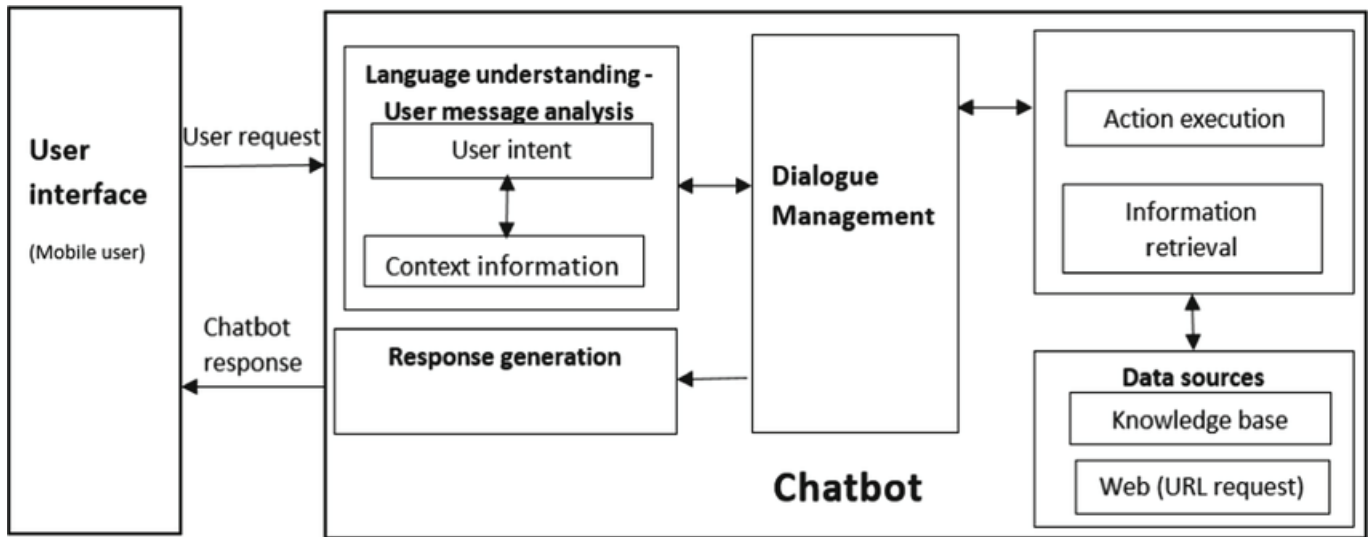 User
interface
(Mobile user)
User request
Chatbot
response
Language understanding -
User message analysis
User intent
Context information
Response generation
Dialogue
Management
Action execution
Information
retrieval
Data sources
Knowledge base
Web (URL request)
Chatbot